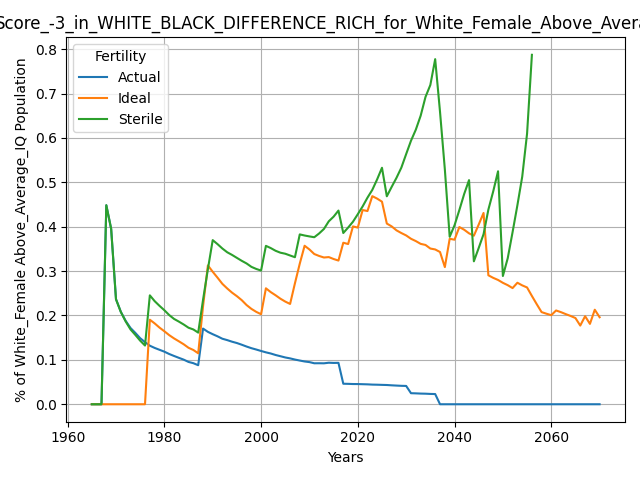 Score_-3_in_WHITE_BLACK_DIFFERENCE_RICH_for_White_Female_Above_Avera
% of White_Female Above_Average_IQ Population
0.8
0.7
0.6
0.5
0.4
0.3
0.2
0.1
0.0
Fertility
Actual
Ideal
Sterile
1960
1980
2000
2020
2040
2060
Years